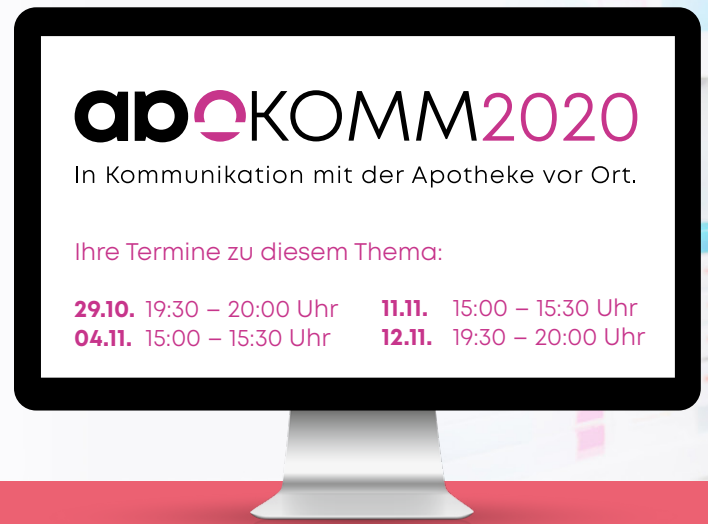 apoKOMM2020
In Kommunikation mit der Apotheke vor Ort.
Ihre Termine zu diesem Thema:
29.10. 19:30 – 20:00 Uhr
04.11. 15:00 – 15:30 Uhr
11.11. 15:00 – 15:30 Uhr
12.11. 19:30 – 20:00 Uhr